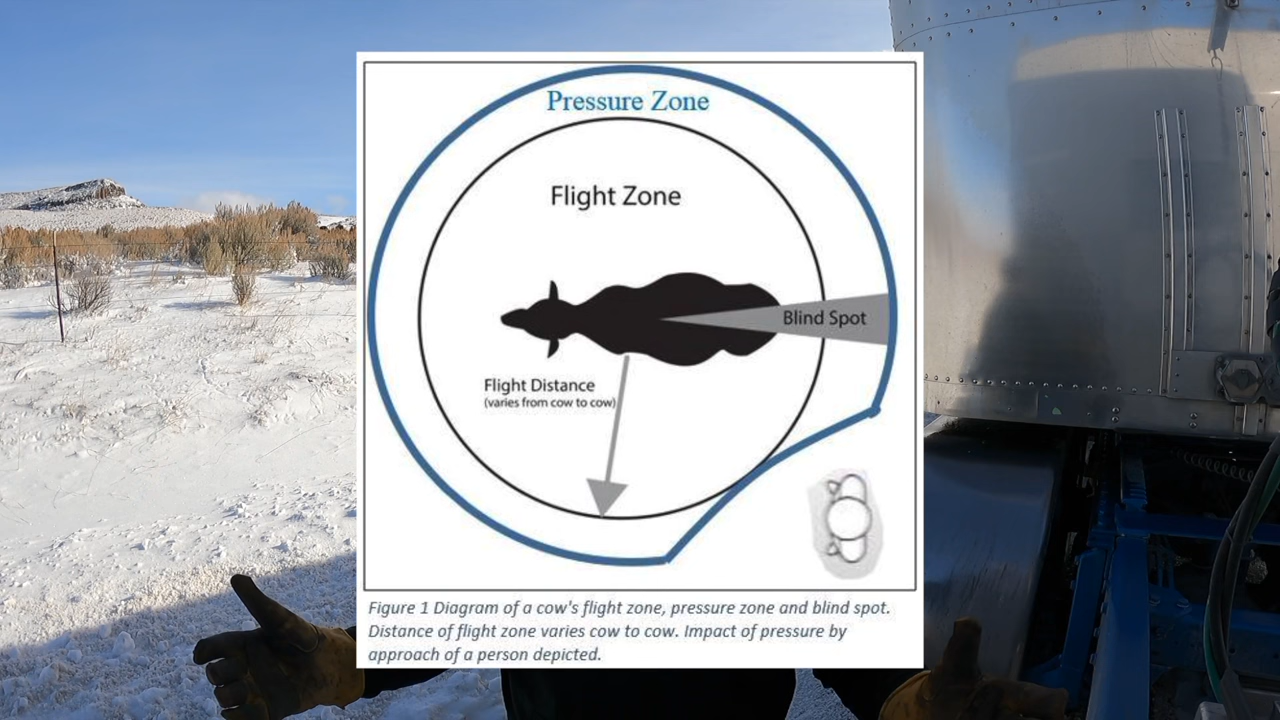 Pressure Zone
Flight Zone
Blind Spot
Flight Distance
(varies from cow to cow)
Figure 1 Diagram of a cow's flight zone, pressure zone and blind spot.
Distance of flight zone varies cow to cow. Impact of pressure by
approach of a person depicted.